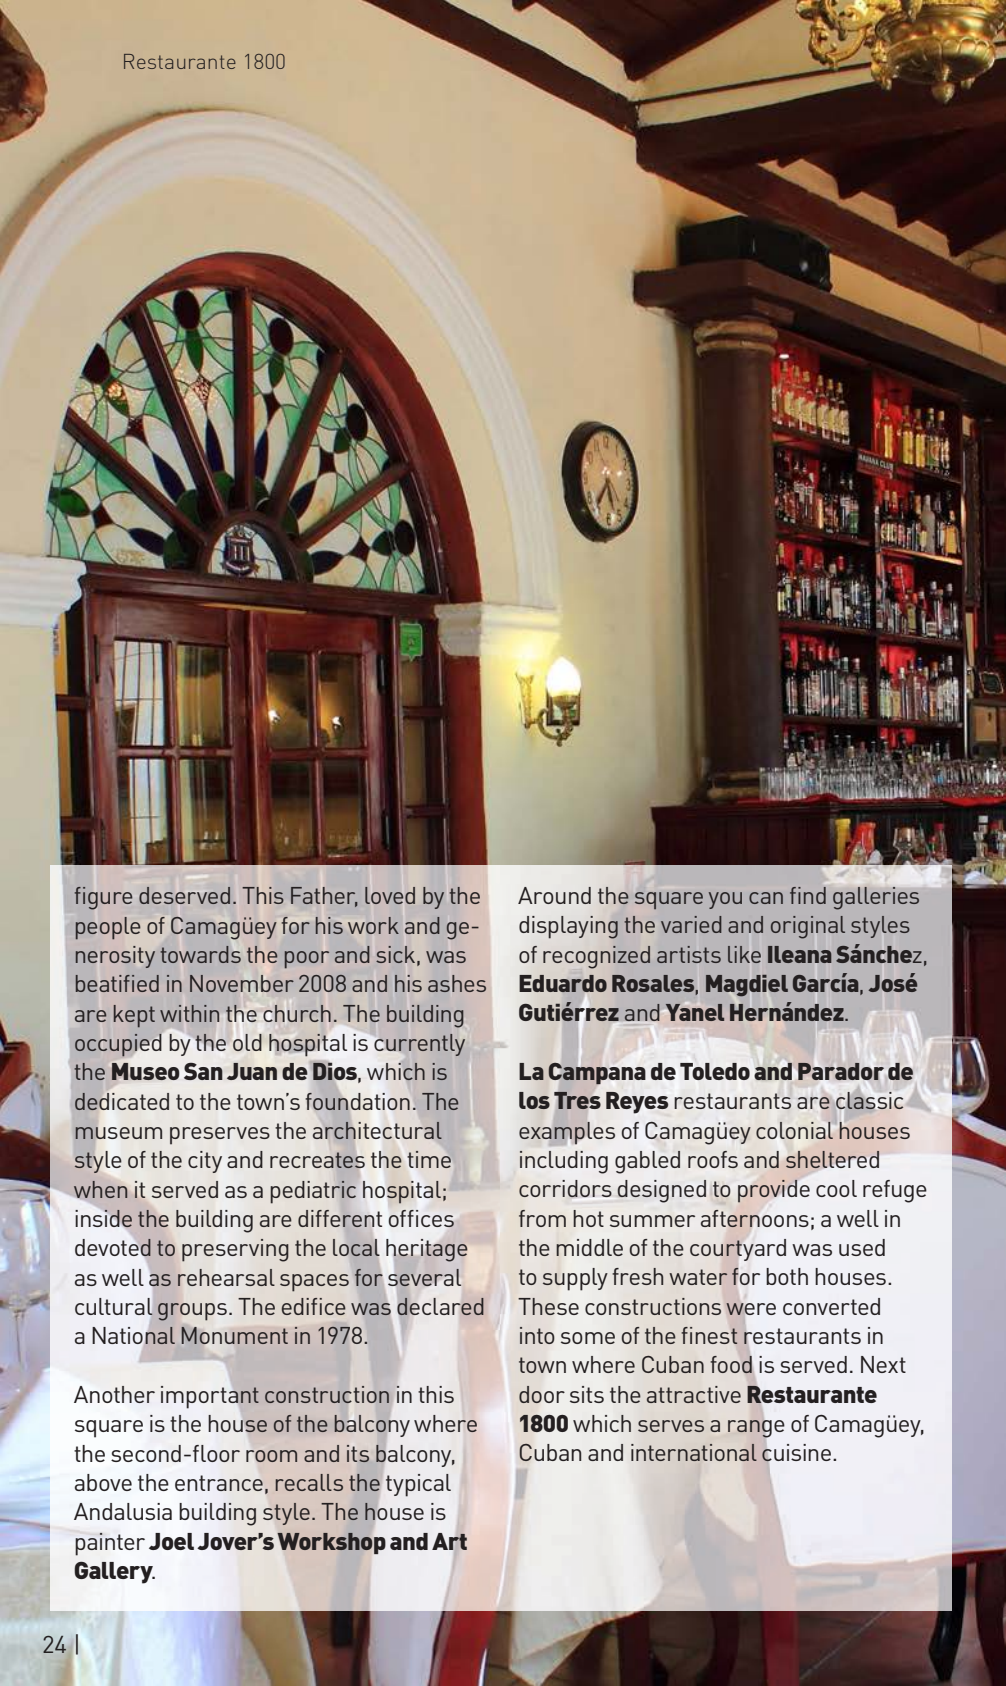 Restaurante 1800
HAVANA CLUB
figure deserved. This Father, loved by the
people of Camagüey for his work and ge-
nerosity towards the poor and sick, was
beatified in November 2008 and his ashes
are kept within the church. The building
occupied by the old hospital is currently
the Museo San Juan de Dios, which is
dedicated to the town's foundation. The
museum preserves the architectural
style of the city and recreates the time
when it served as a pediatric hospital;
inside the building are different offices
devoted to preserving the local heritage
as well as rehearsal spaces for several
cultural groups. The edifice was declared
a National Monument in 1978.
Another important construction in this
square is the house of the balcony where
the second-floor room and its balcony,
above the entrance, recalls the typical
Andalusia building style. The house is
painter Joel Jover's Workshop and Art
Gallery.
Around the square you can find galleries
displaying the varied and original styles
of recognized artists like Ileana Sánchez,
Eduardo Rosales, Magdiel García, José
Gutiérrez and Yanel Hernández.
La Campana de Toledo and Parador de
los Tres Reyes restaurants are classic
examples of Camagüey colonial houses
including gabled roofs and sheltered
corridors designed to provide cool refuge
from hot summer afternoons; a well in
the middle of the courtyard was used
to supply fresh water for both houses.
These constructions were converted
into some of the finest restaurants in
town where Cuban food is served. Next
door sits the attractive Restaurante
1800 which serves a range of Camagüey,
Cuban and international cuisine.
24 |